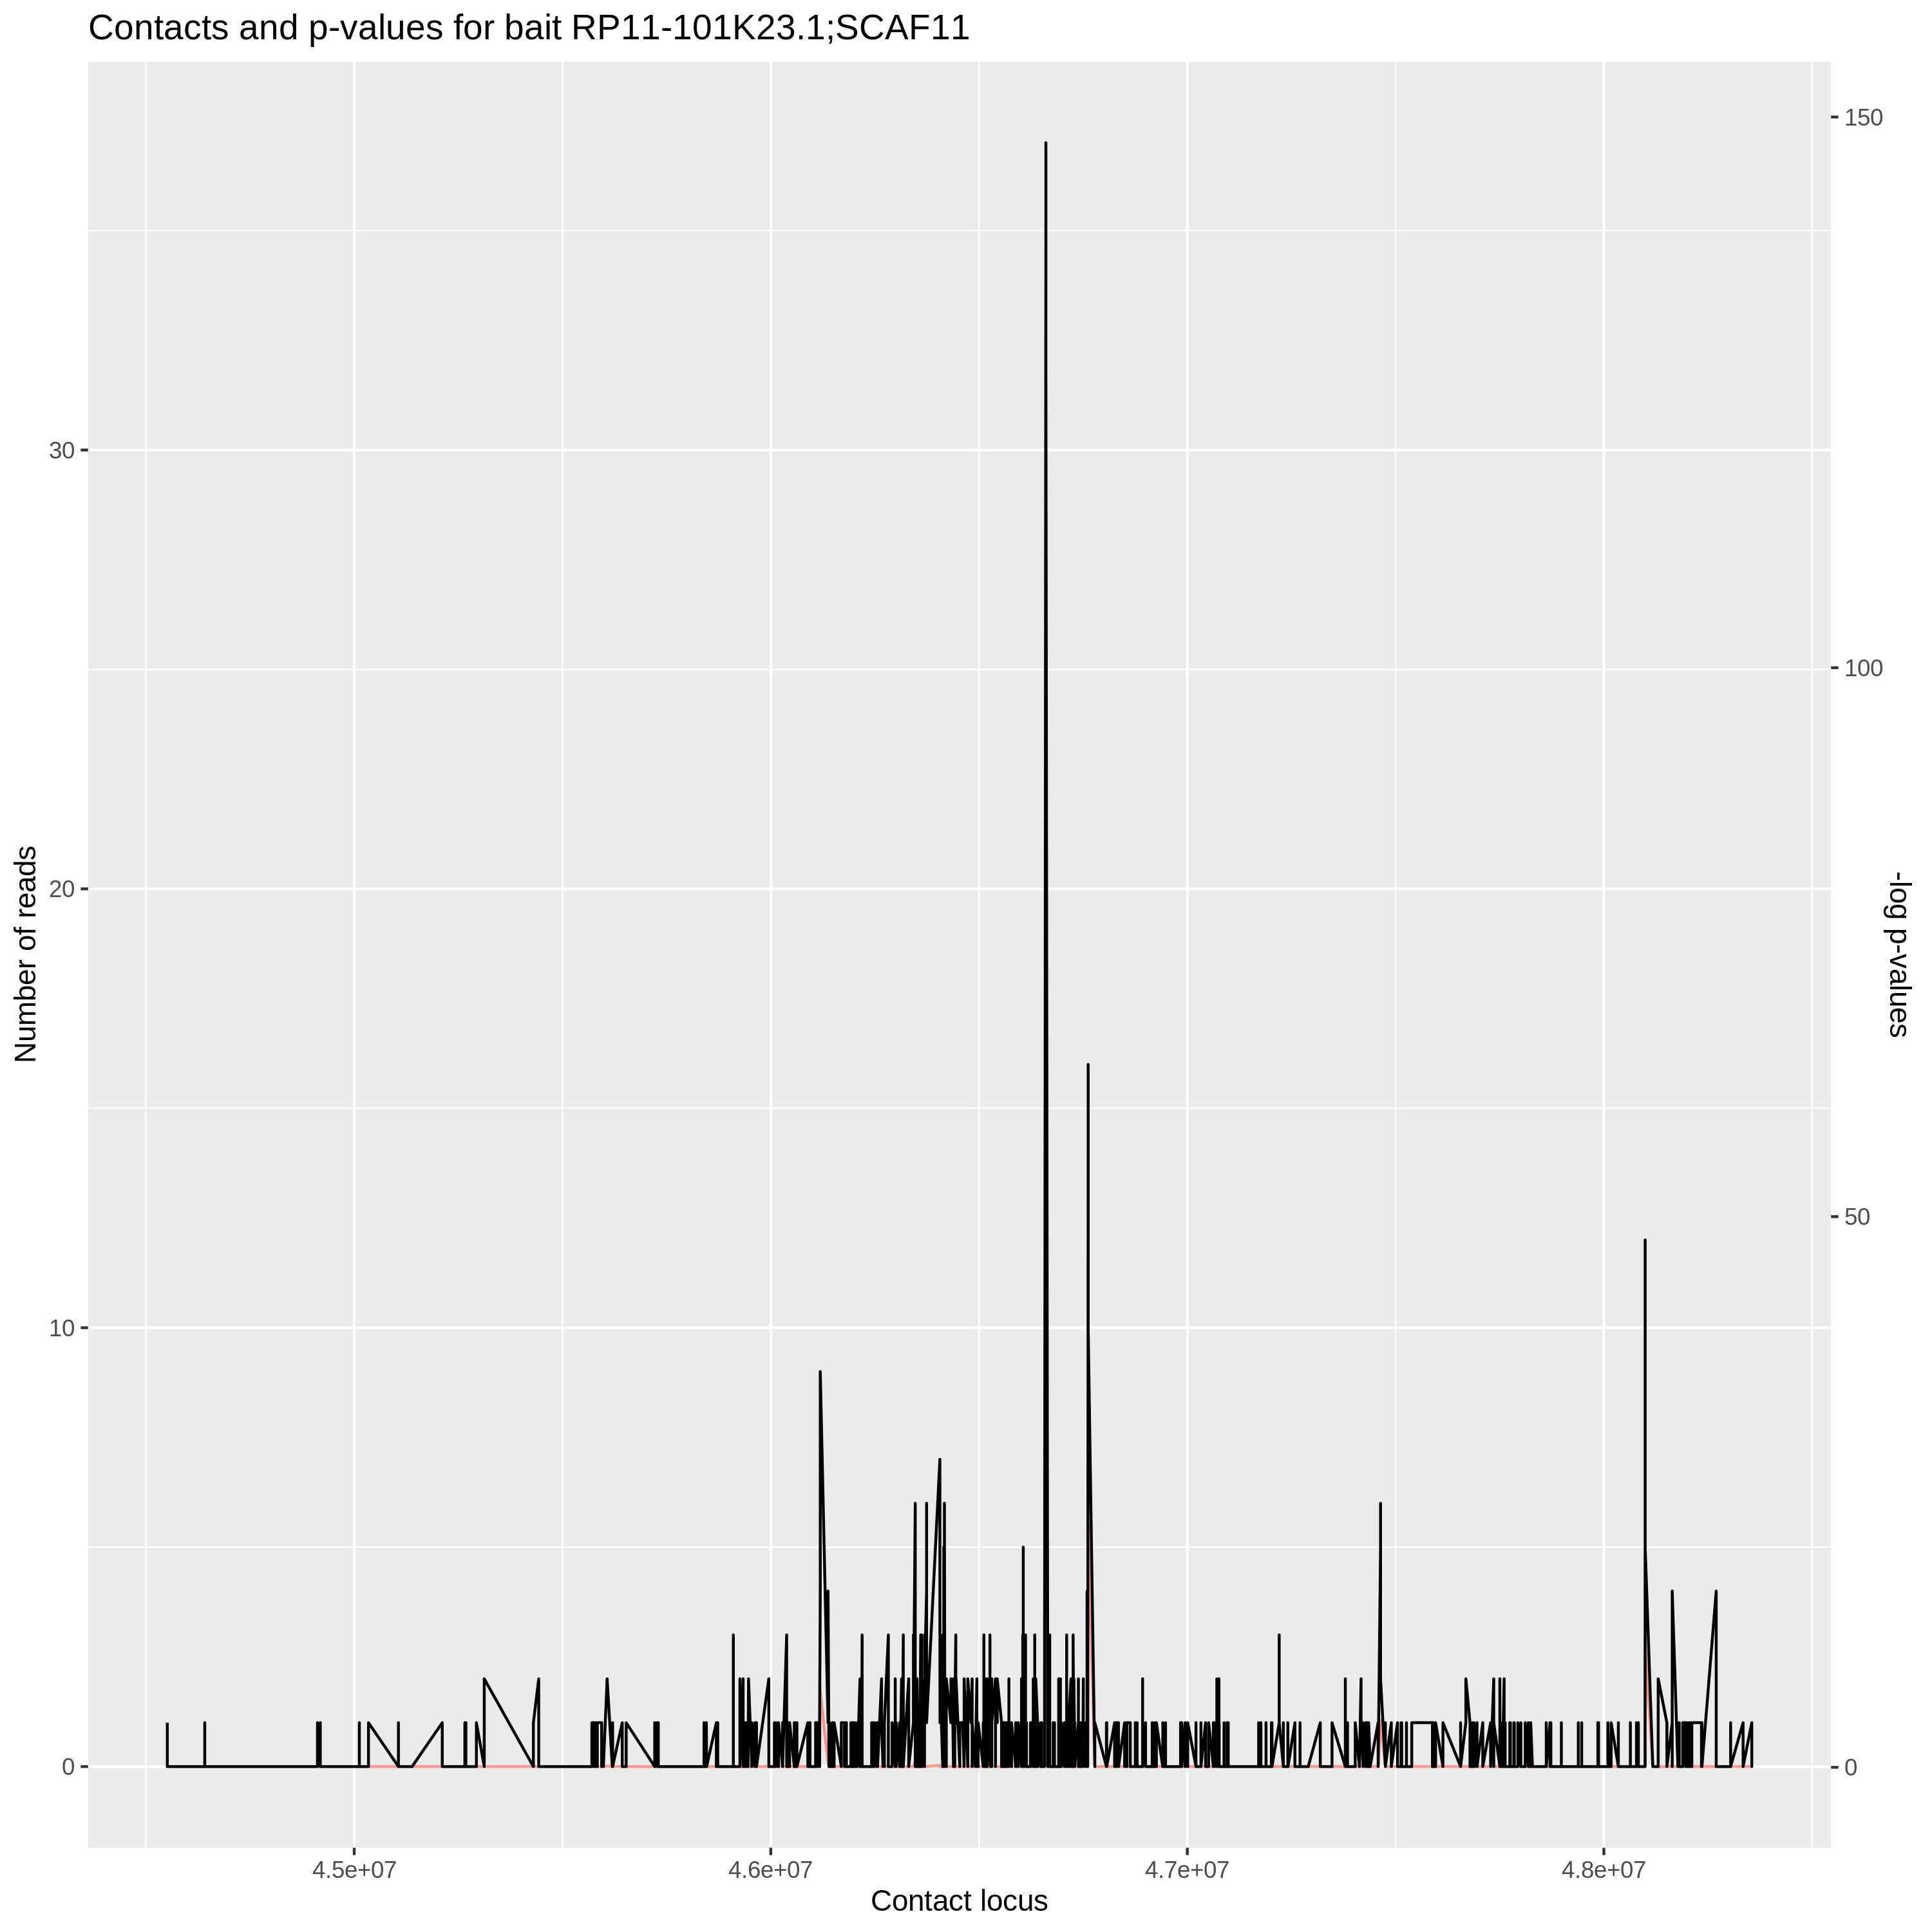 Contacts and p-values for bait RP11-101K23.1;SCAF11
150
30
100
20
50
10
0
0
Number of reads
-log p-values
4.5e+07
4.6e+07
4.7e+07
4.8e+07
Contact locus